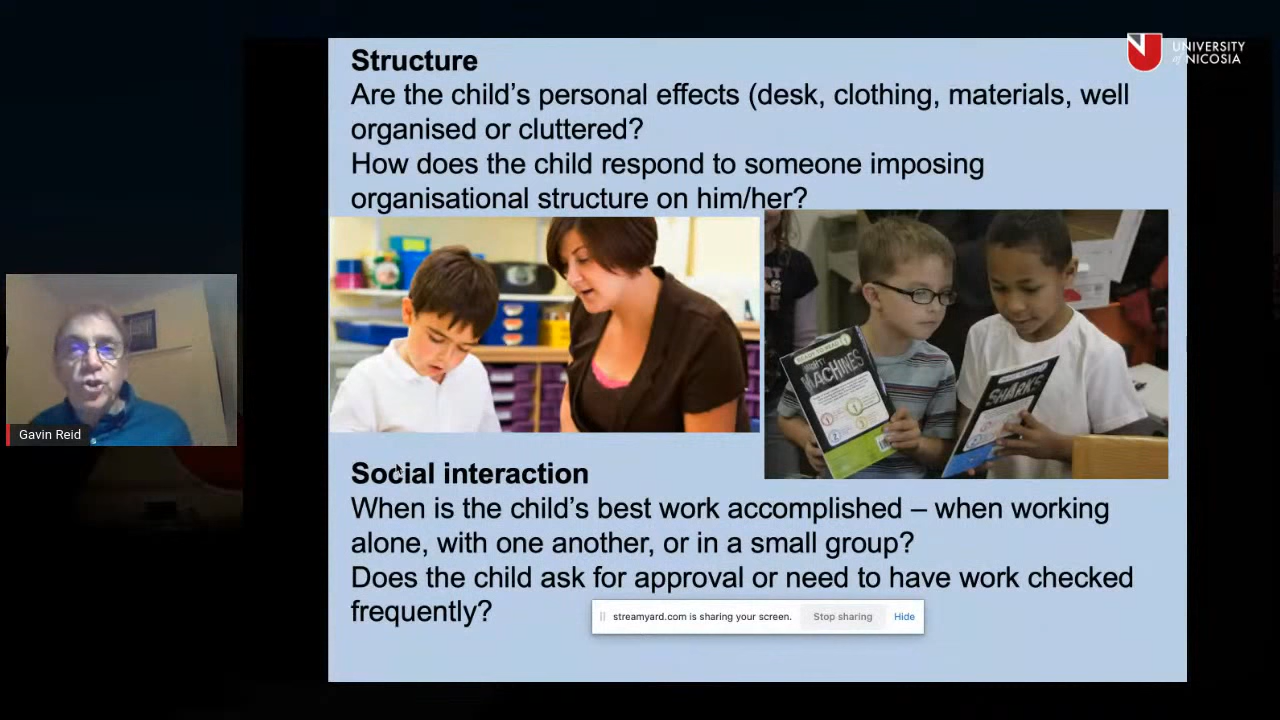 UNIVERSITY
of NICOSIA
Structure
Are the child's personal effects (desk, clothing, materials, well
organised or cluttered?
How does the child respond to someone imposing
organisational structure on him/her?
MACHINES
SHARKS
Gavin Reid
Social interaction
When is the child's best work accomplished – when working
alone, with one another, or in a small group?
Does the child ask for approval or need to have work checked
frequently?
streamyard.com is sharing your screen.
Stop sharing
Hide